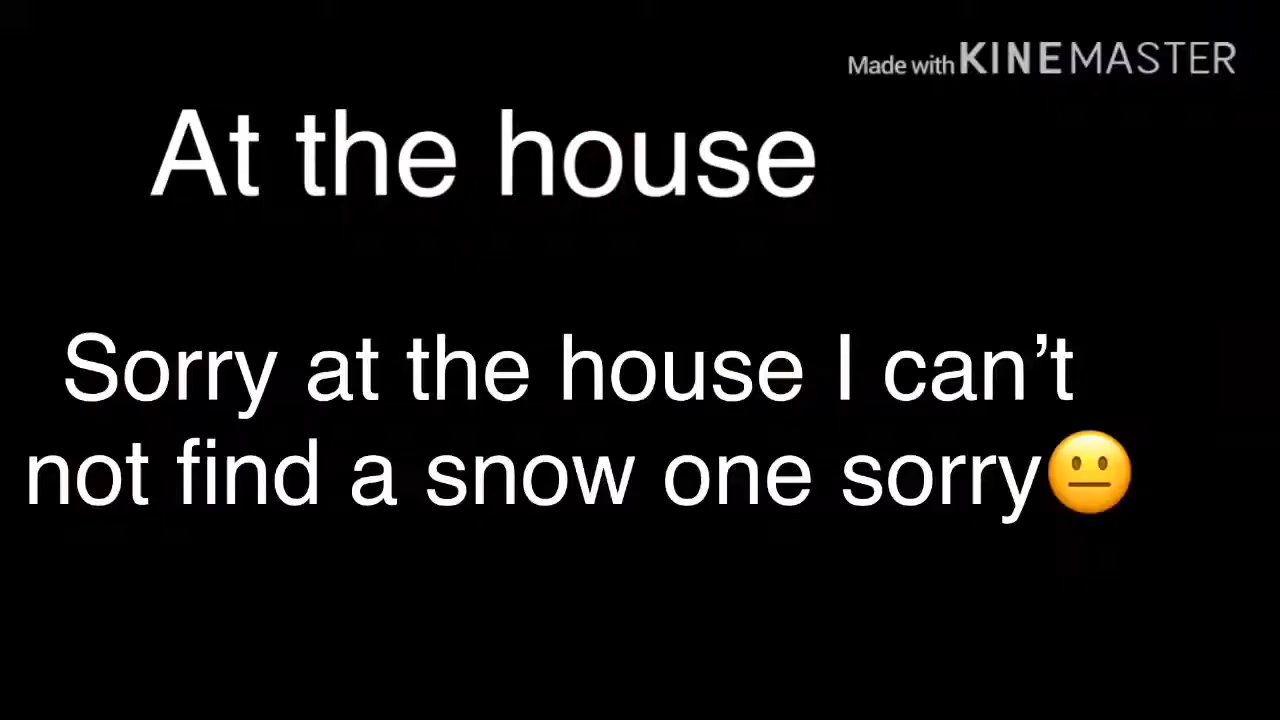 Made with KINEMASTER
At the house
Sorry at the house I can’t
not find a snow one sorry😐